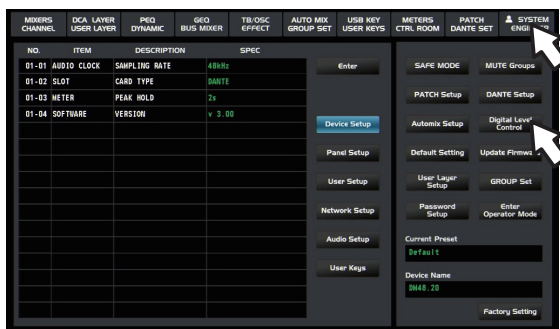 MIXERS DCA LAYER PEQ GEQ TB/OSC AUTO MIX USB KEY METERS PATCH SYSTEM
CHANNEL USER LAYER DYNAMIC BUS MIXER EFFECT GROUP SET USER KEYS CTRL ROOM DANTE SET
NO. ITEM DESCRIPTION SPEC
01-01 AUDIO CLOCK SAMPLING RATE 48kHz
01-02 SLOT CARD TYPE DANTE
01-03 METER PEAK HOLD 2s
01-04 SOFTWARE VERSION v 3.00
Enter
Device Setup
Panel Setup
User Setup
Network Setup
Audio Setup
User Keys
SAFE MODE MUTE Groups
PATCH Setup DANTE Setup
Automix Setup Digital Level
Control
Default Setting Update
User Layer
Setup
GROUP Set
Password
Setup
Enter
Operator Mode
Current Preset
Default
Device Name
DM48.20
Factory Setting